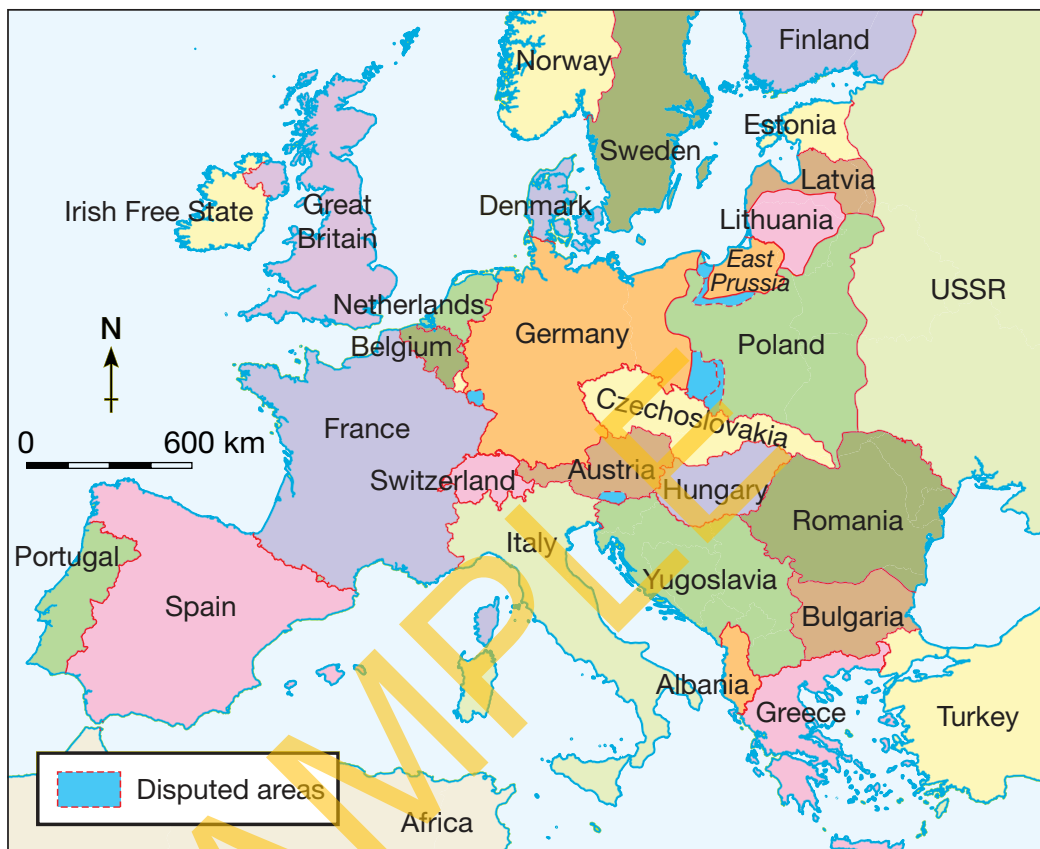 Finland
Norway
Estonia
Sweden
Latvia
Irish Free State
Great
Britain
Denmark
Lithuania
East
Prussia
USSR
Netherlands
N
Germany
Belgium
Poland
Czechoslovakia
France
0 600 km
Switzerland
Austria
Hungary
Romania
Italy
Portugal
Yugoslavia
Spain
Bulgaria
Albania
Greece
Turkey
Disputed areas
Africa
MPLE